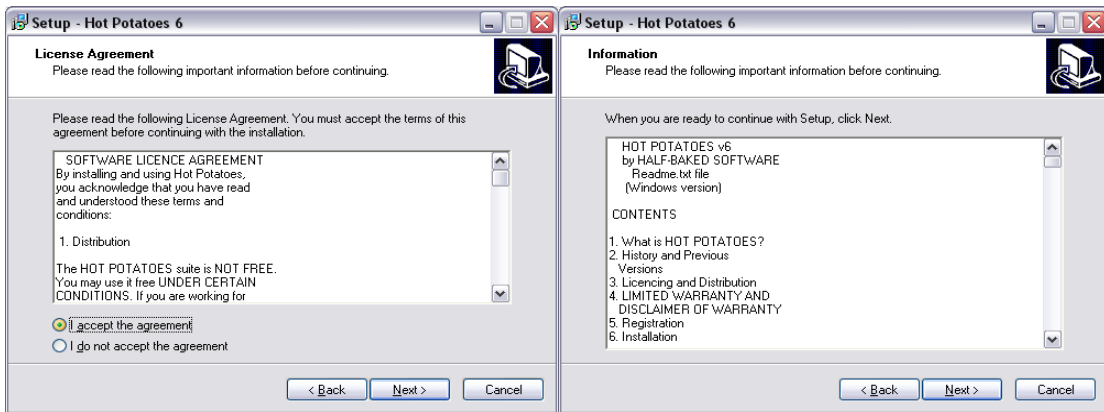 Setup - Hot Potatoes 6
License Agreement
Please read the following important information before continuing.
Please read the following License Agreement. You must accept the terms of this
agreement before continuing with the installation.
SOFTWARE LICENCE AGREEMENT
By installing and using Hot Potatoes,
you acknowledge that you have read
and understood these terms and
conditions:
1. Distribution
The HOT POTATOES suite is NOT FREE.
You may use it free UNDER CERTAIN
CONDITIONS. If you are working for
I accept the agreement
I do not accept the agreement
< Back
Next >
Cancel
Setup - Hot Potatoes 6
Information
Please read the following important information before continuing.
When you are ready to continue with Setup, click Next.
HOT POTATOES v6
by HALF-BAKED SOFTWARE
Readme.txt file
(Windows version)
CONTENTS
1. What is HOT POTATOES?
2. History and Previous
Versions
3. Licencing and Distribution
4. LIMITED WARRANTY AND
DISCLAIMER OF WARRANTY
5. Registration
6. Installation
< Back
Next >
Cancel